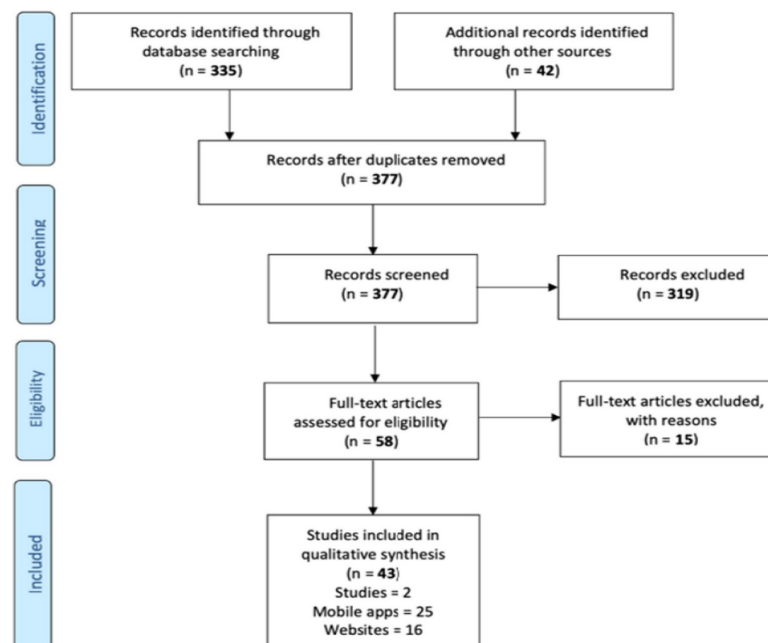 Identification
Records identified through
database searching
(n = 335)
Additional records identified
through other sources
(n = 42)
Records after duplicates removed
(n = 377)
Screening
Records screened
(n = 377)
Records excluded
(n = 319)
Eligibility
Full-text articles
assessed for eligibility
(n = 58)
Full-text articles excluded,
with reasons
(n = 15)
Included
Studies included in
qualitative synthesis
(n = 43)
Studies = 2
Mobile apps = 25
Websites = 16